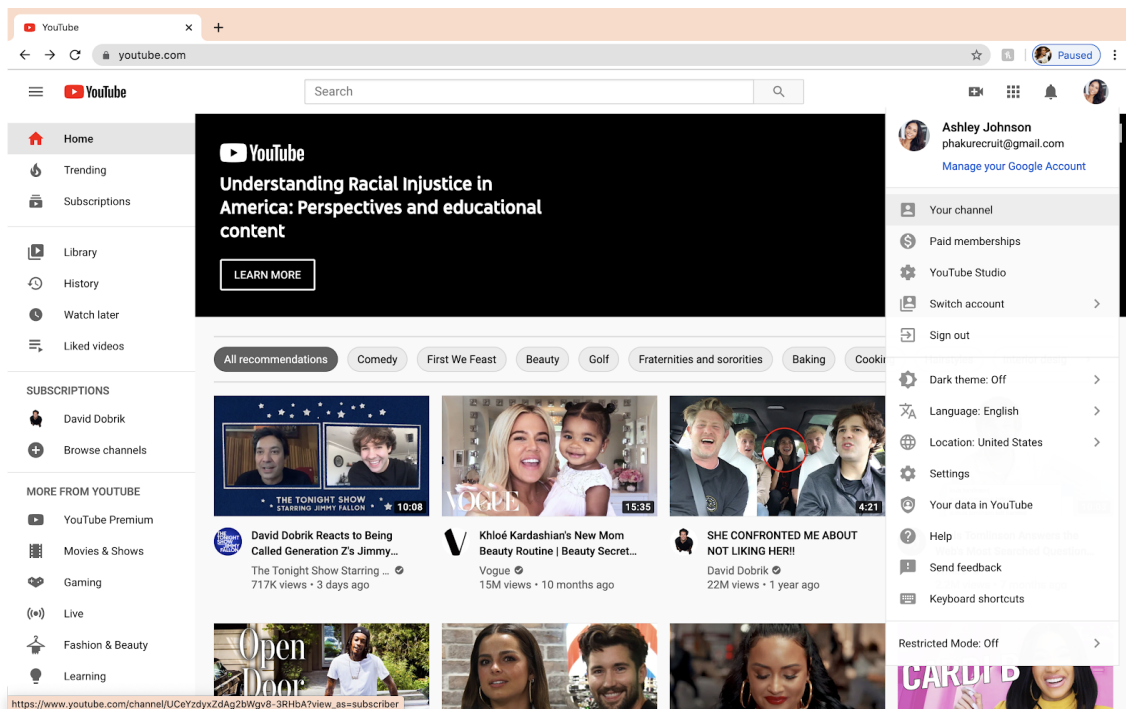 YouTube
youtube.com
Paused
YouTube
Search
Home
Trending
Subscriptions
Library
History
Watch later
Liked videos
SUBSCRIPTIONS
David Dobrik
Browse channels
MORE FROM YOUTUBE
YouTube Premium
Movies & Shows
Gaming
Live
Fashion & Beauty
Learning
YouTube
Understanding Racial Injustice in
America: Perspectives and educational
content
LEARN MORE
All recommendations
Comedy
First We Feast
Beauty
Golf
Fraternities and sororities
Baking
THE TONIGHT SHOW
STARRING JIMMY FALLON
10:08
David Dobrik Reacts to Being
Called Generation Z's Jimmy...
The Tonight Show Starring ...
717K views • 3 days ago
VOGUE
15:35
Khloé Kardashian's New Mom
Beauty Routine | Beauty Secret...
Vogue
15M views • 10 months ago
4:21
SHE CONFRONTED ME ABOUT
NOT LIKING HER!!
David Dobrik
22M views • 1 year ago
Open
Door
CARDI B
Ashley Johnson
phakurecruit@gmail.com
Manage your Google Account
Your channel
Paid memberships
YouTube Studio
Switch account
Sign out
Dark theme: Off
Language: English
Location: United States
Settings
Your data in YouTube
Help
Send feedback
Keyboard shortcuts
Restricted Mode: Off
https://www.youtube.com/channel/UCeYzdyxZdAg2bWgv8-3RHbA?view_as=subscriber